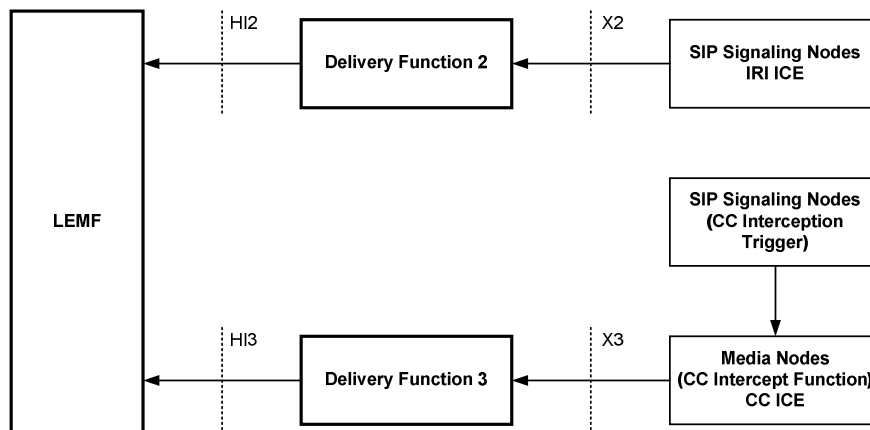 HI2
X2
Delivery Function 2
SIP Signaling Nodes
IRI ICE
LEMF
SIP Signaling Nodes
(CC Interception
Trigger)
HI3
X3
Delivery Function 3
Media Nodes
(CC Intercept Function)
CC ICE